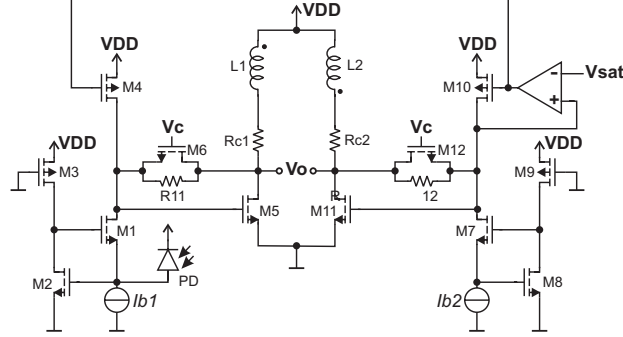 VDD
VDD
VDD
L1
L2
M4
M10
-
+
Vsat
Vc
Vc
M6
M12
Rc1
Rc2
VDD
VDD
M3
M9
Vo
R11
R
12
M5
M11
M1
M7
M2
M8
PD
Ib1
Ib2